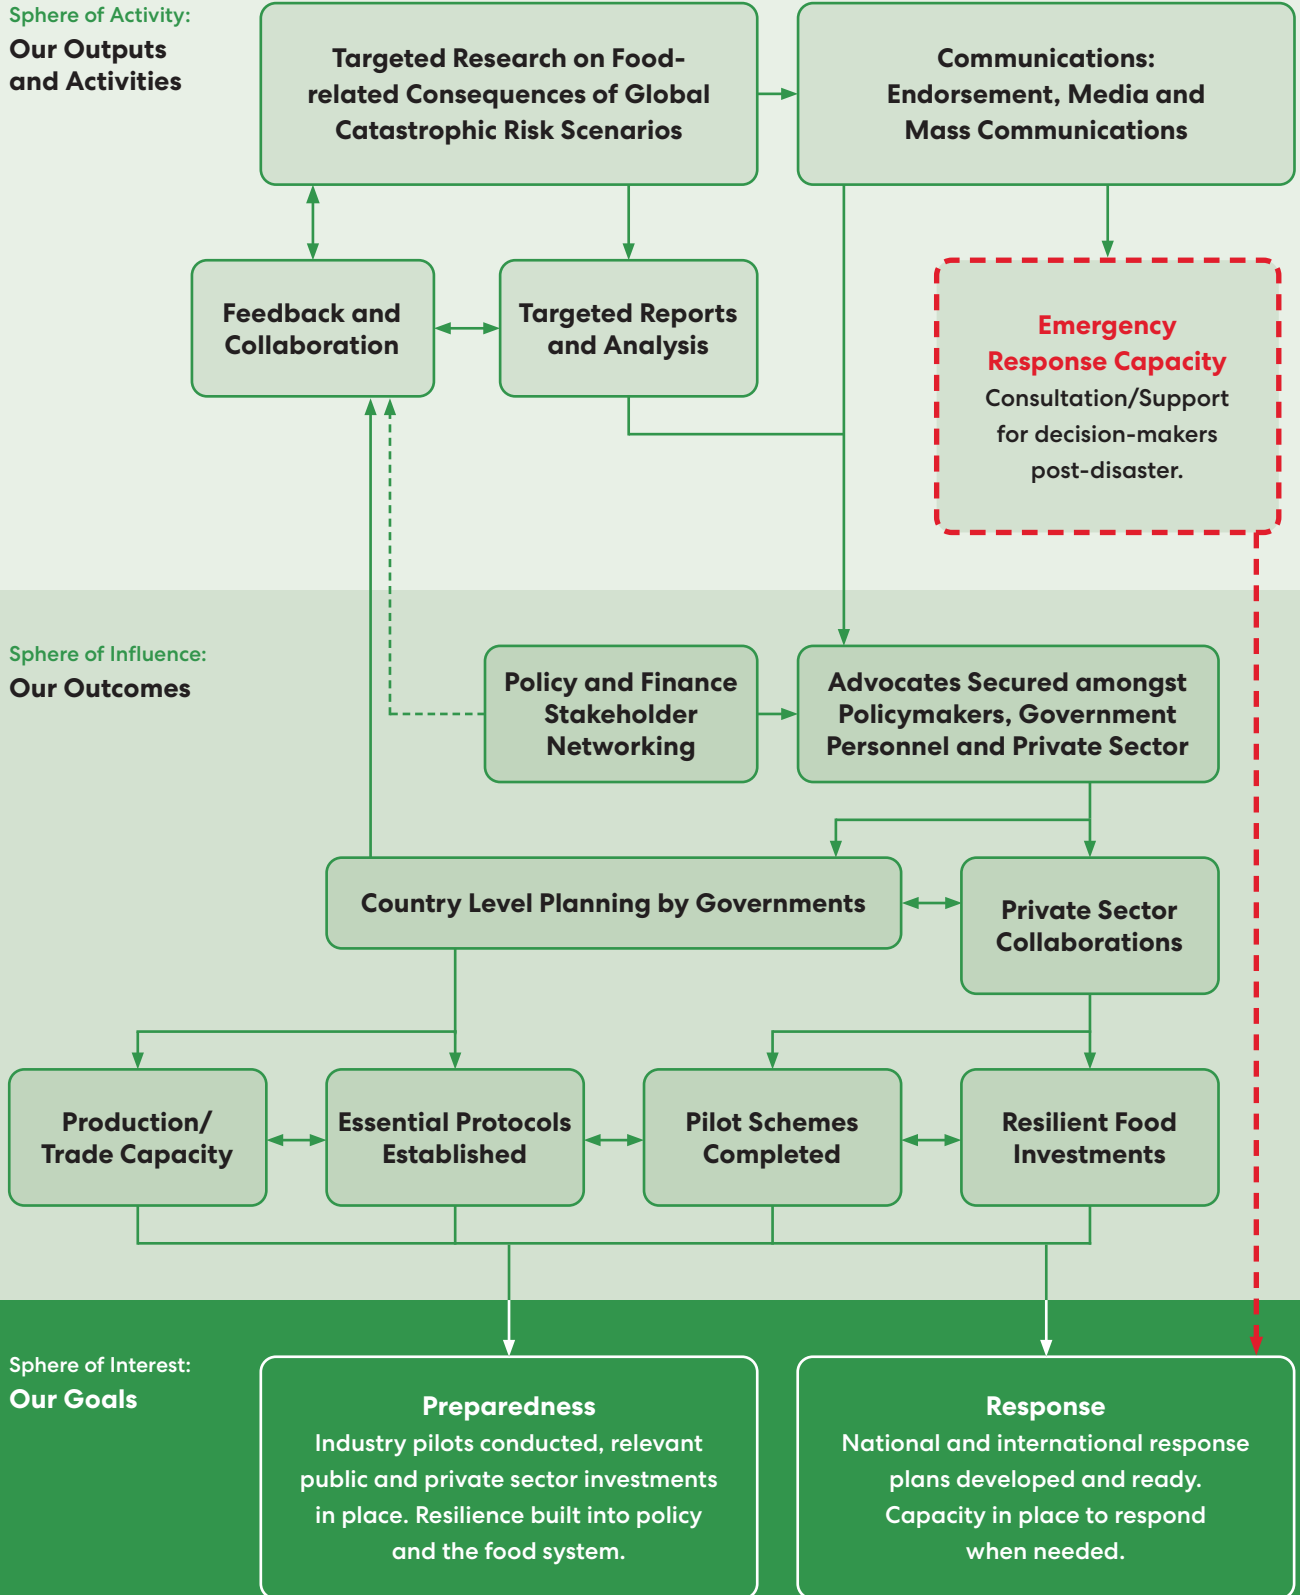 Sphere of Activity:
Our Outputs
and Activities
Targeted Research on Food-
related Consequences of Global
Catastrophic Risk Scenarios
Communications:
Endorsement, Media and
Mass Communications
Feedback and
Collaboration
Targeted Reports
and Analysis
Emergency
Response Capacity
Consultation/Support
for decision-makers
post-disaster.
Sphere of Influence:
Our Outcomes
Policy and Finance
Stakeholder
Networking
Advocates Secured amongst
Policymakers, Government
Personnel and Private Sector
Country Level Planning by Governments
Private Sector
Collaborations
Production/
Trade Capacity
Essential Protocols
Established
Pilot Schemes
Completed
Resilient Food
Investments
Sphere of Interest:
Our Goals
Preparedness
Industry pilots conducted, relevant
public and private sector investments
in place. Resilience built into policy
and the food system.
Response
National and international response
plans developed and ready.
Capacity in place to respond
when needed.